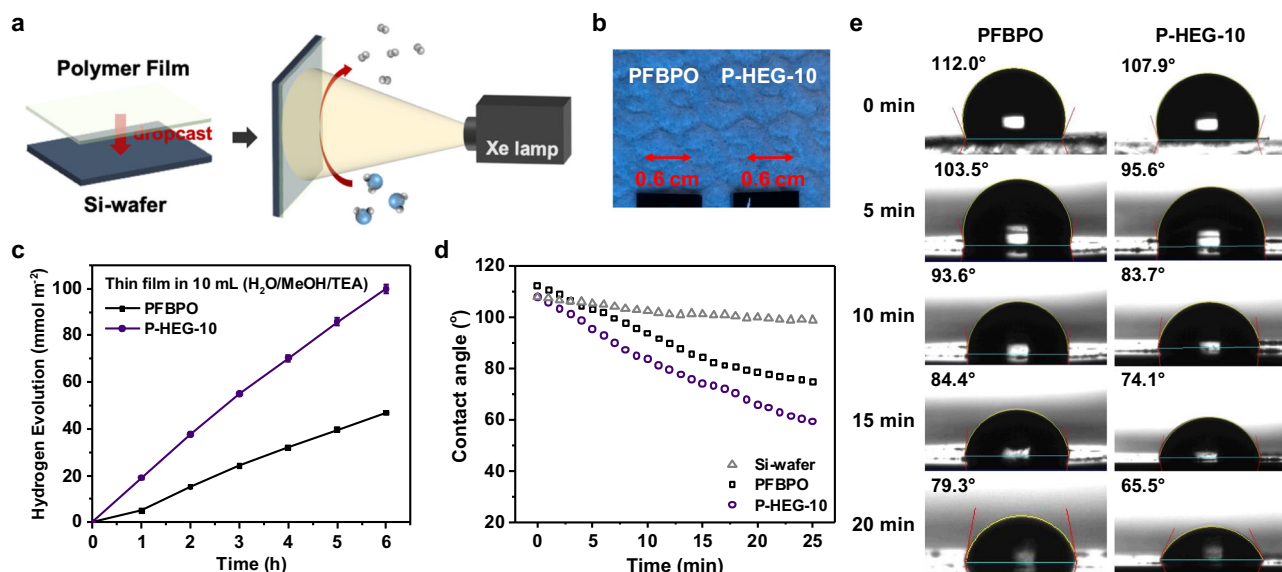 a
Polymer Film
dropcast
Si-wafer
Xe lamp
b
PFBPO P-HEG-10
0.6 cm 0.6 cm
c
Hydrogen Evolution (nmmol m⁻²)
100
80
60
40
20
0
Thin film in 10 mL (H₂O/MeOH/TEA)
PFBPO
P-HEG-10
0 1 2 3 4 5 6
Time (h)
d
Contact angle (°)
120
100
80
60
40
20
Si-wafer
PFBPO
P-HEG-10
0 5 10 15 20 25
Time (min)
e
PFBPO P-HEG-10
0 min 112.0° 107.9°
5 min 103.5° 95.6°
10 min 93.6° 83.7°
15 min 84.4° 74.1°
20 min 79.3° 65.5°